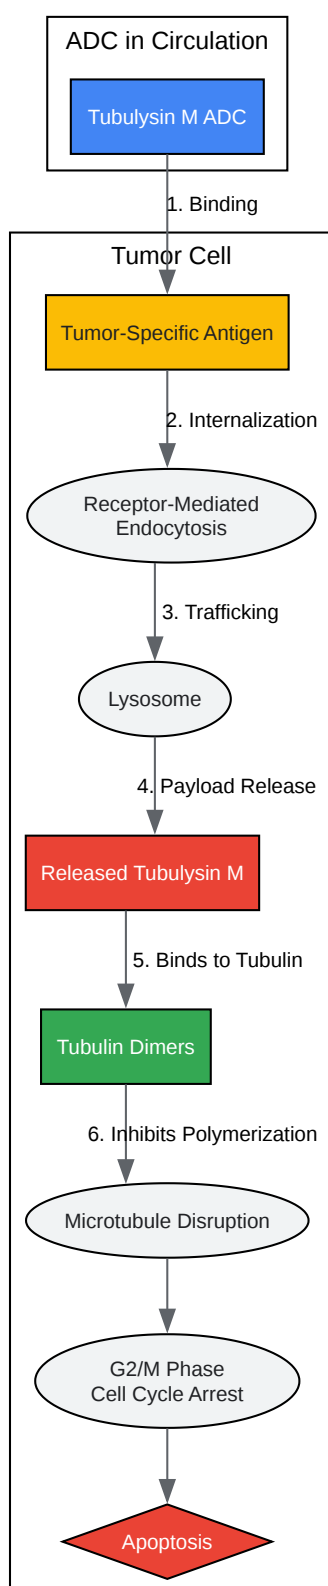 ADC in Circulation
Tubulysin M ADC
1. Binding
Tumor Cell
Tumor-Specific Antigen
2. Internalization
Receptor-Mediated
Endocytosis
3. Trafficking
Lysosome
4. Payload Release
Released Tubulysin M
5. Binds to Tubulin
Tubulin Dimers
6. Inhibits Polymerization
Microtubule Disruption
G2/M Phase
Cell Cycle Arrest
Apoptosis